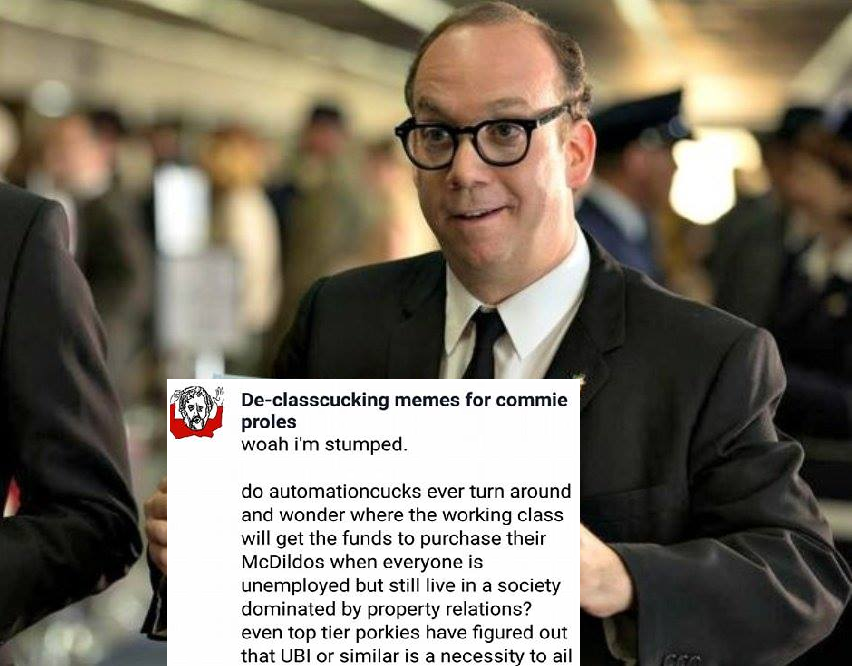 De-classcucking memes for commie
proles
woah i'm stumped.
do automationcucks ever turn around
and wonder where the working class
will get the funds to purchase their
McDildos when everyone is
unemployed but still live in a society
dominated by property relations?
even top tier porkies have figured out
that UBI or similar is a necessity to ail